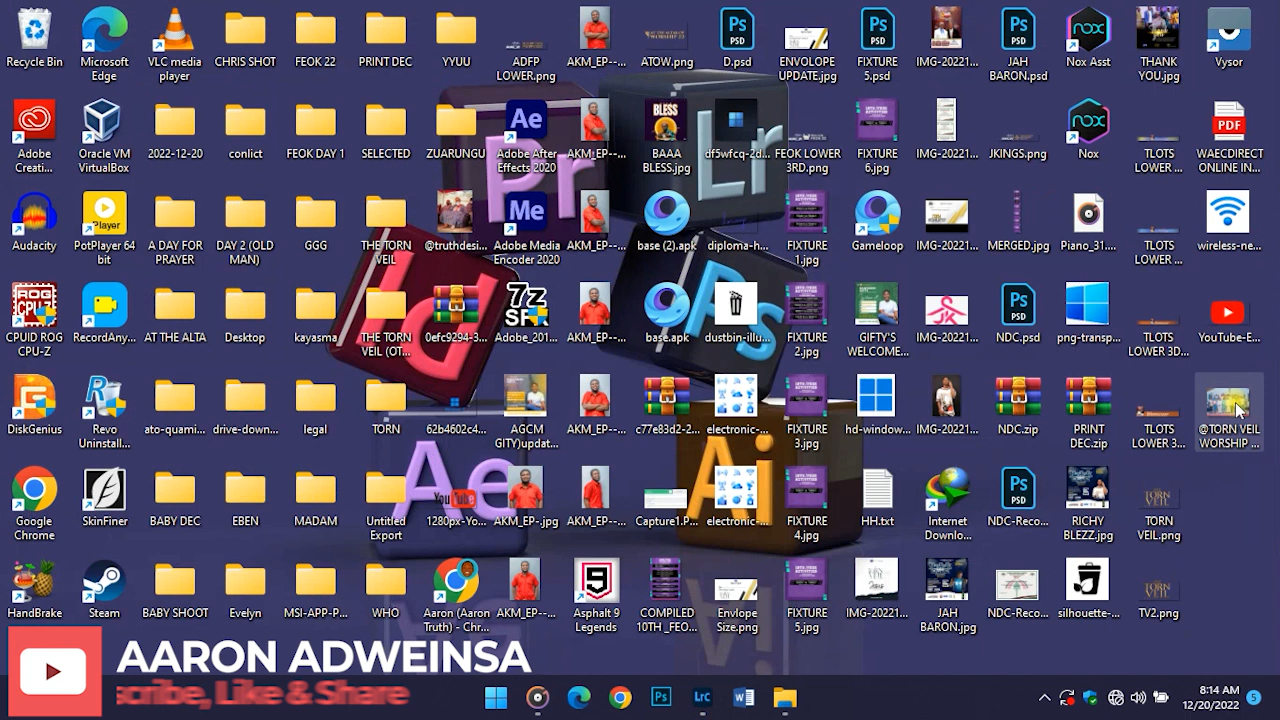 Recycle Bin
Microsoft
Edge
VLC media
player
CHRIS SHOT
FEOK 22
PRINT DEC
YYUU
ADFP
LOWER.png
AKM_EP--...
ATOW.png
D.psd
ENVOLOPE
UPDATE.jpg
FIXTURE
5.psd
IMG-20221...
JAH
BARON.psd
Nox Asst
THANK
YOU.jpg
Vysor
Adobe
Creati...
Oracle VM
VirtualBox
2022-12-20
conlict
FEOK DAY 1
SELECTED
ZUARUNGU
Adobe After
Effects 2020
AKM_EP--...
BAAA
BLESS.jpg
df5wfcq-2d...
FEOK LOWER
3RD.png
FIXTURE
6.jpg
IMG-20221...
JKINGS.png
Nox
TLOTS
LOWER ...
WAECDIRECT
ONLINE IN...
Audacity
PotPlayer 64
bit
A DAY FOR
PRAYER
DAY 2 (OLD
MAN)
GGG
THE TORN
VEIL
@truthdesi...
Adobe Media
Encoder 2020
AKM_EP--...
base (2).apk
diploma-h...
FIXTURE
1.jpg
Gameloop
IMG-20221...
MERGED.jpg
Piano_31....
TLOTS
LOWER ...
wireless-ne...
CPUID ROG
CPU-Z
RecordAny...
AT THE ALTA
Desktop
kayasma
THE TORN
VEIL (OT...
0efc9294-3...
Adobe_201...
AKM_EP--...
base.apk
dustbin-illu...
FIXTURE
2.jpg
GIFTY'S
WELCOME...
IMG-20221...
NDC.psd
png-transp...
TLOTS
LOWER 3D...
YouTube-E...
DiskGenius
Revo
Uninstall...
ato-quami...
drive-down...
legal
TORN
62b4602c4...
AGCM
GITY)updat...
AKM_EP--...
c77e83d2-2...
electronic-...
FIXTURE
3.jpg
hd-window...
IMG-20221...
NDC.zip
PRINT
DEC.zip
TLOTS
LOWER 3...
@TORN VEIL
WORSHIP ...
Google
Chrome
SkinFiner
BABY DEC
EBEN
MADAM
Untitled
Export
1280px-Yo...
AKM_EP-.jpg
AKM_EP--...
Capture1.P...
electronic-...
FIXTURE
4.jpg
HH.txt
Internet
Downlo...
NDC-Reco...
RICHY
BLEZZ.jpg
TORN
VEIL.png
HandBrake
Steam
BABY SHOOT
Evelyn
MSI-APP-P...
WHO
Aaron (Aaron
Truth) - Chr...
AKM_EP--...
Asphalt 9
Legends
COMPILED
10TH _FEO...
Envlope
Size.png
FIXTURE
5.jpg
IMG-20221...
JAH
BARON.jpg
NDC-Reco...
silhouette-...
TV2.png
AARON ADWEINSA
scribe, Like & Share
8:14 AM
12/20/2022
5